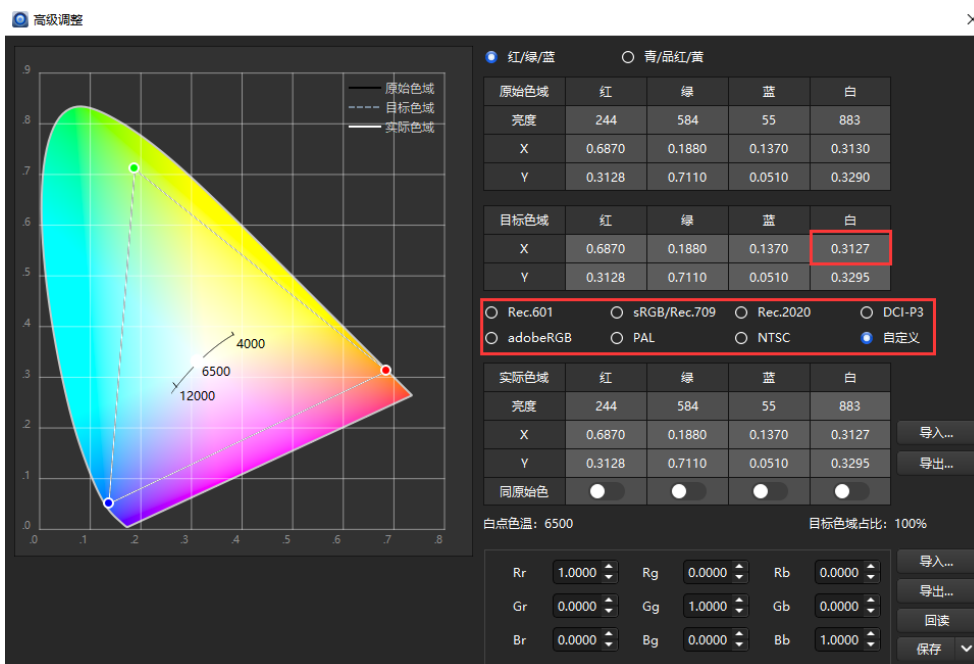 高级调整
.9
.8
.7
.6
.5
.4
.3
.2
.1
.0
.0 .1 .2 .3 .4 .5 .6 .7 .8
原始色域
目标色域
实际色域
4000
6500
12000
红/绿/蓝 青/品红/黄
原始色域 红 绿 蓝 白
亮度 244 584 55 883
X 0.6870 0.1880 0.1370 0.3130
Y 0.3128 0.7110 0.0510 0.3290
目标色域 红 绿 蓝 白
X 0.6870 0.1880 0.1370 0.3127
Y 0.3128 0.7110 0.0510 0.3295
Rec.601 sRGB/Rec.709 Rec.2020 DCI-P3
adobeRGB PAL NTSC 自定义
实际色域 红 绿 蓝 白
亮度 244 584 55 883
X 0.6870 0.1880 0.1370 0.3127
Y 0.3128 0.7110 0.0510 0.3295
同原始色
导入...
导出...
白点色温：6500 目标色域占比：100%
Rr 1.0000 Rg 0.0000 Rb 0.0000
Gr 0.0000 Gg 1.0000 Gb 0.0000
Br 0.0000 Bg 0.0000 Bb 1.0000
导入...
导出...
回读
保存